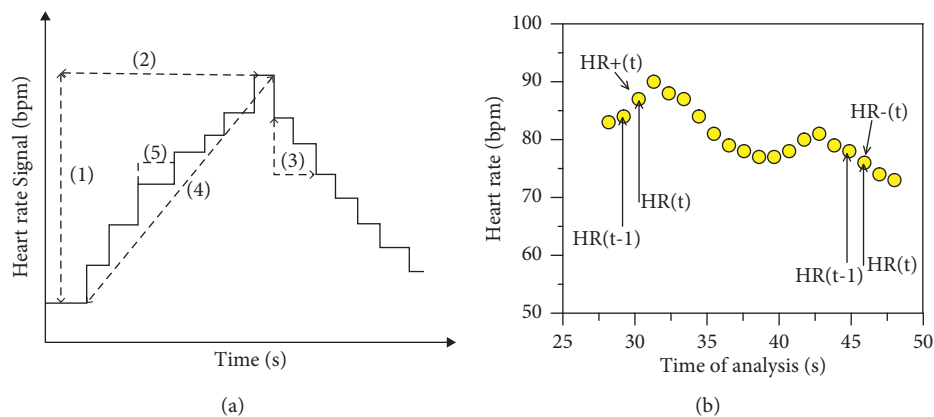 Heart rate Signal (bpm)
(1)
(2)
(3)
(4)
(5)
Time (s)
(a)
Heart rate (bpm)
100
90
80
70
60
50
25
30
35
40
45
50
HR+(t)
HR(t)
HR(t-1)
HR-(t)
HR(t-1)
HR(t)
Time of analysis (s)
(b)